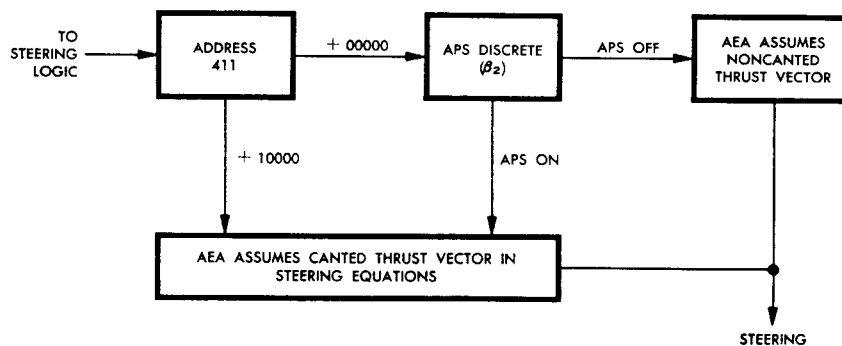 TO
STEERING
LOGIC
ADDRESS
411
+ 00000
APS DISCRETE
(β₂)
APS OFF
AEA ASSUMES
NONCANTED
THRUST VECTOR
+ 10000
APS ON
AEA ASSUMES CANTED THRUST VECTOR IN
STEERING EQUATIONS
STEERING